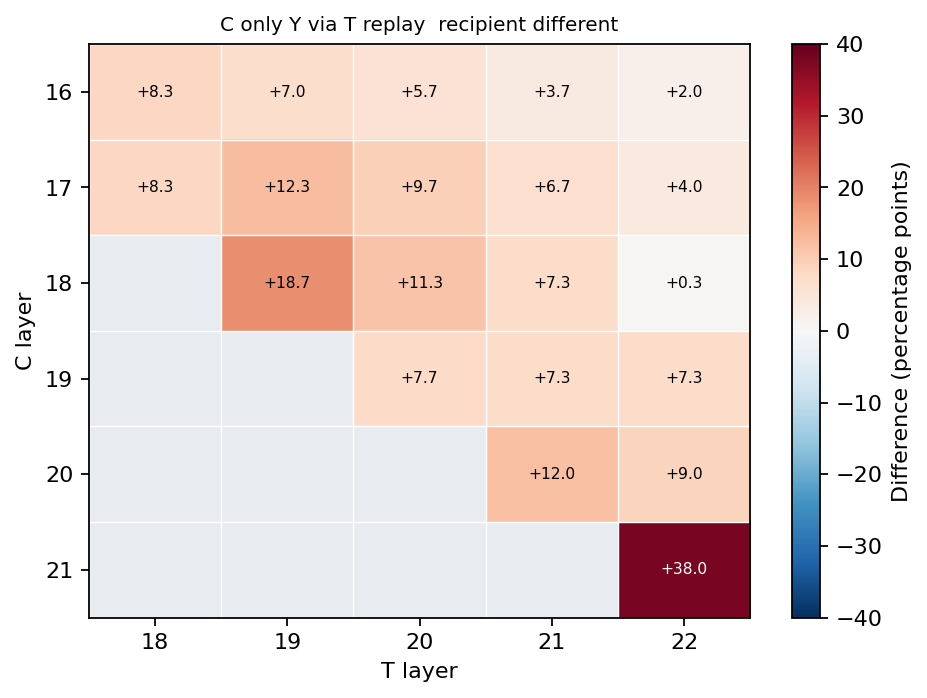 C only Y via T replay  recipient different
16 +8.3 +7.0 +5.7 +3.7 +2.0
17 +8.3 +12.3 +9.7 +6.7 +4.0
18 +18.7 +11.3 +7.3 +0.3
19 +7.7 +7.3 +7.3
20 +12.0 +9.0
21 +38.0
18 19 20 21 22
T layer
C layer
40
30
20
10
0
−10
−20
−30
−40
Difference (percentage points)